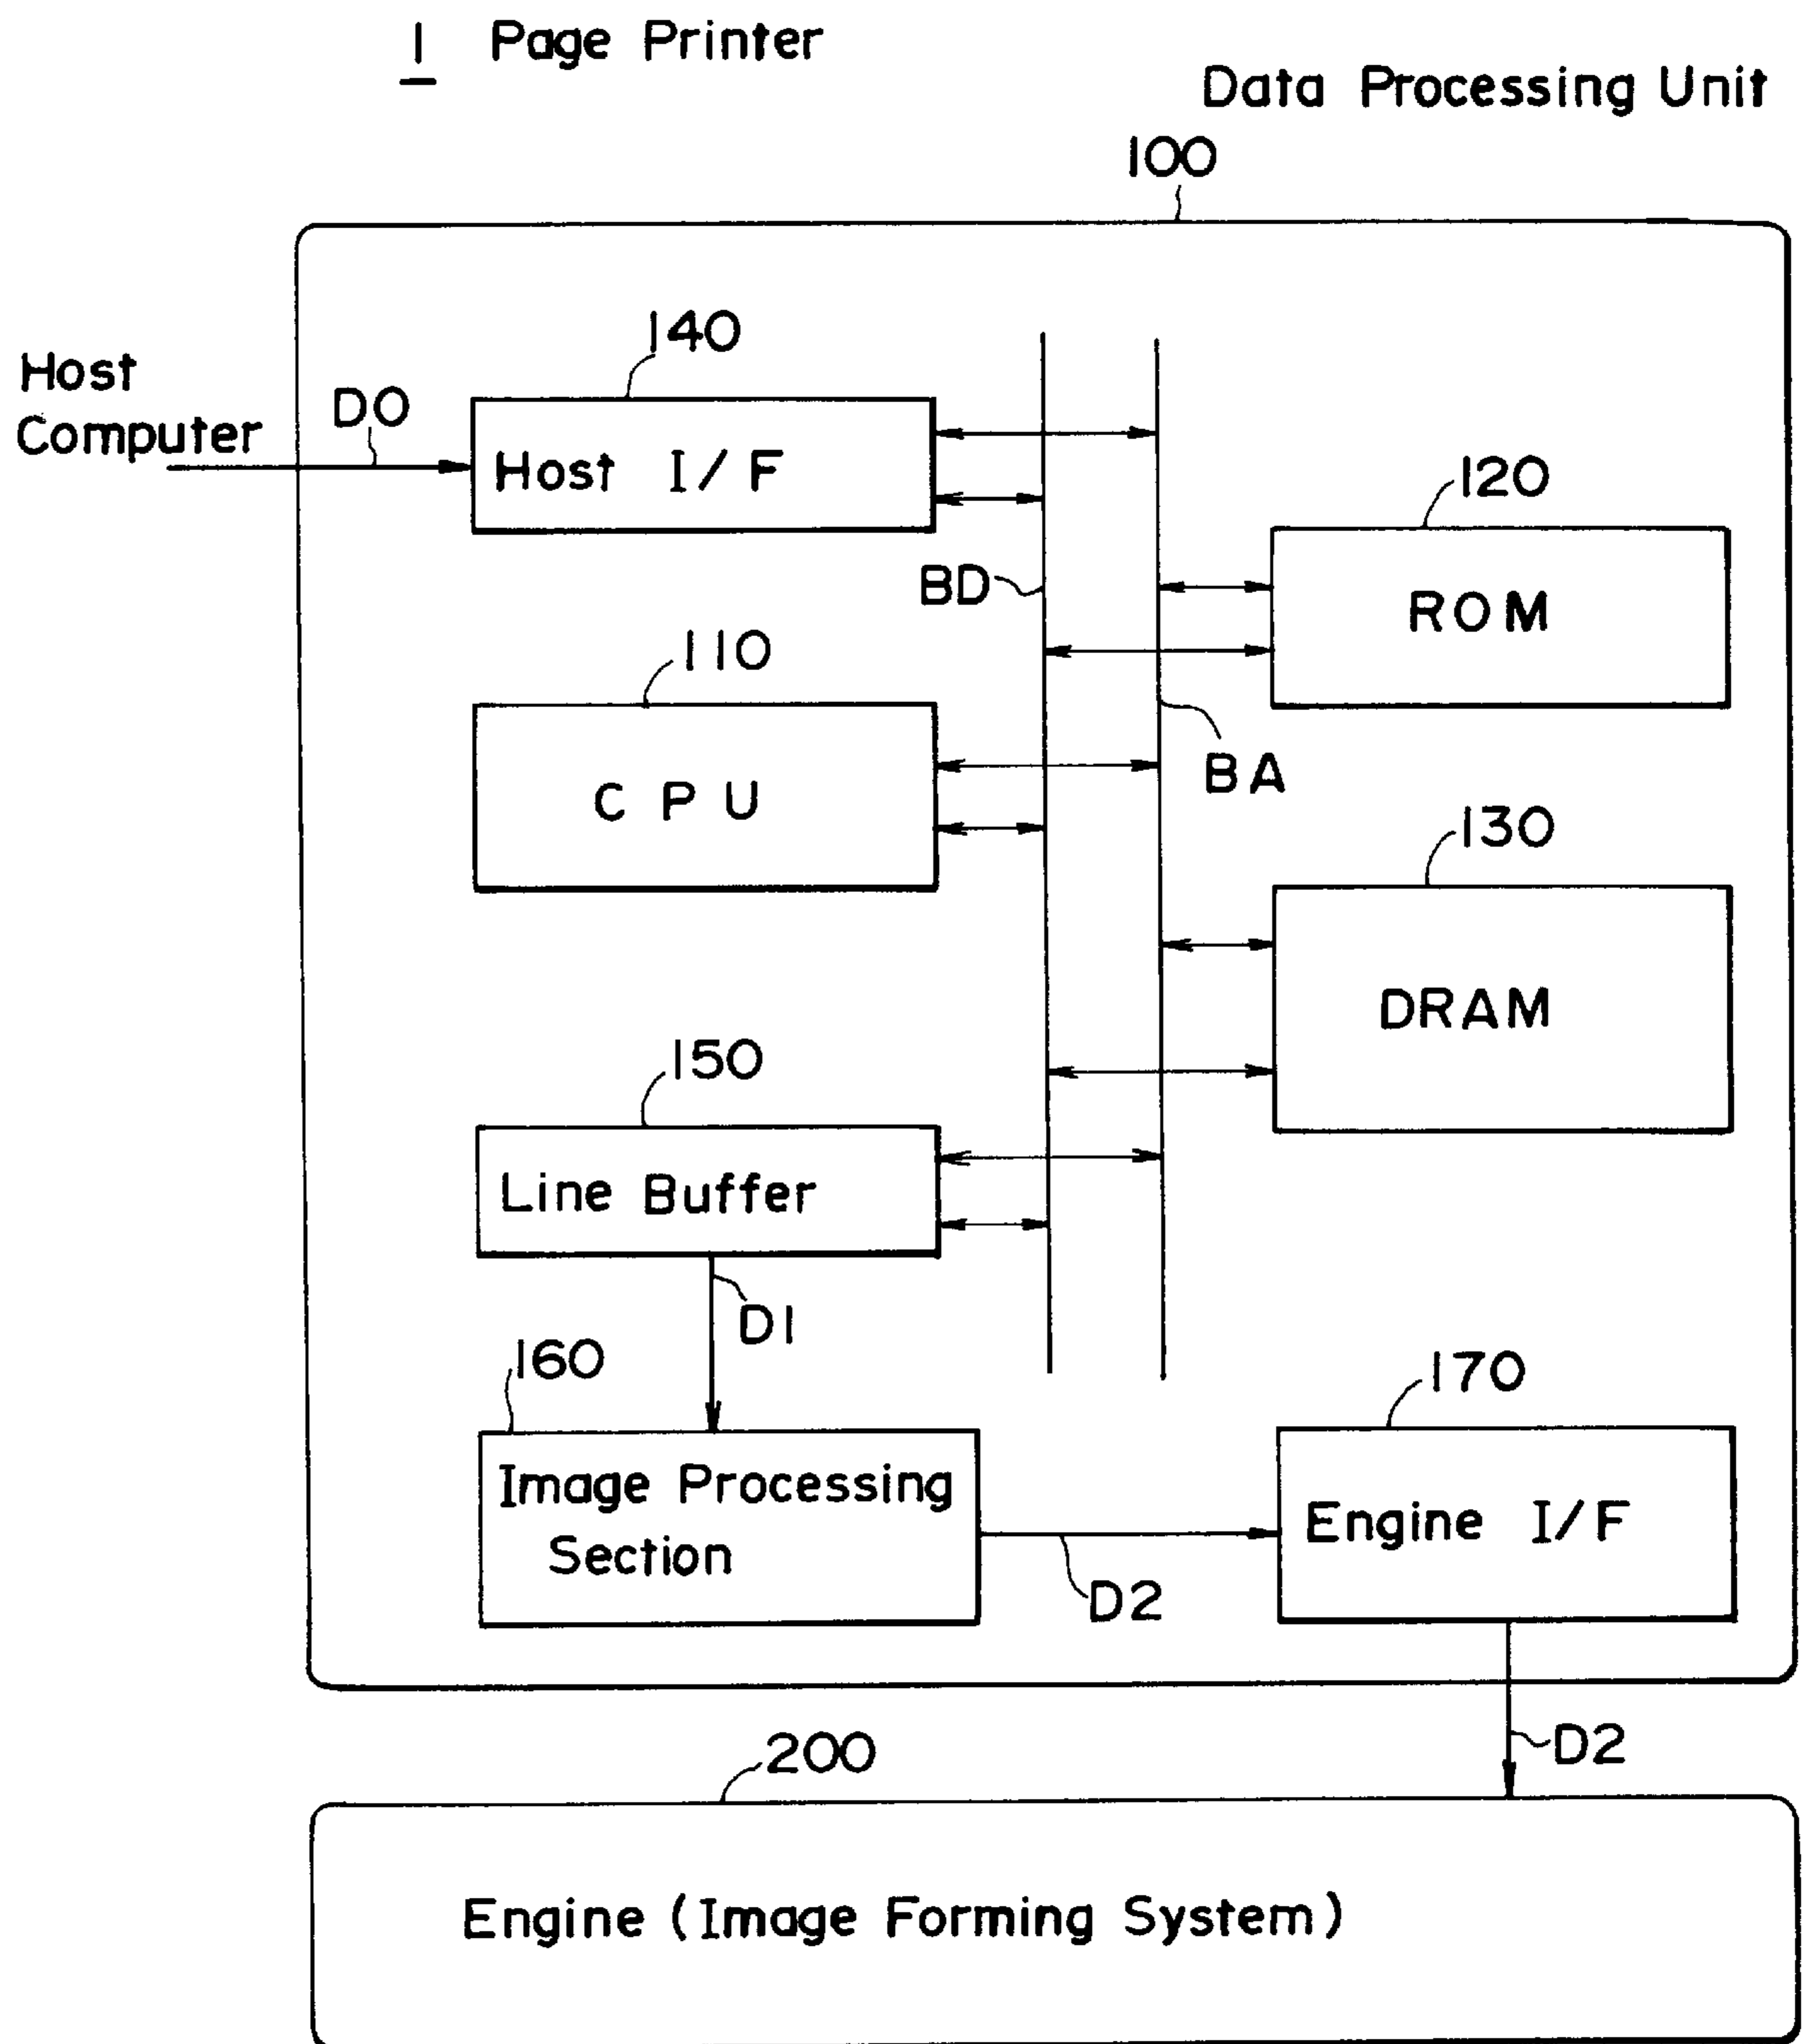 1 Page Printer
Data Processing Unit
100
140
Host
Computer
D0
Host I/F
120
BD
ROM
110
BA
CPU
130
DRAM
150
Line Buffer
D1
160
170
Image Processing
Section
Engine I/F
D2
D2
200
Engine (Image Forming System)